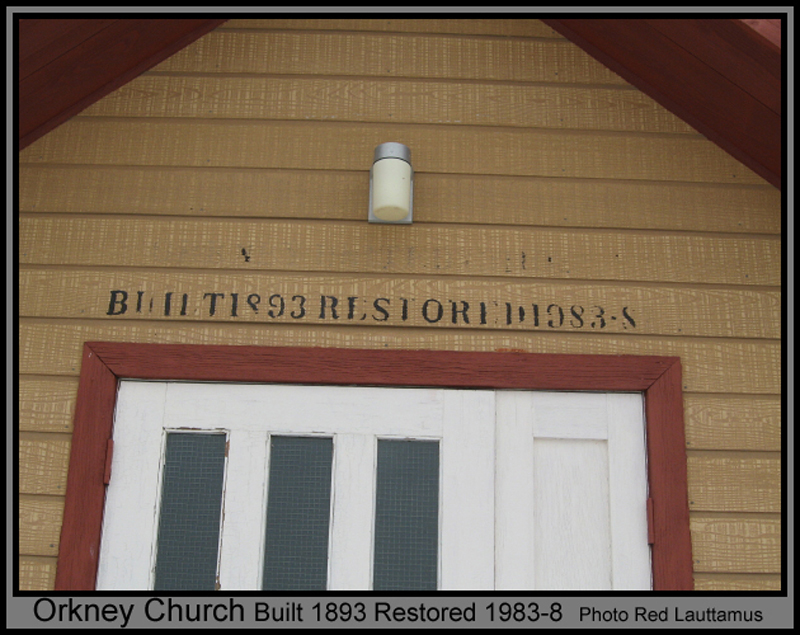 BUILT 1893 RESTORED 1983-8
Orkney Church Built 1893 Restored 1983-8 Photo Red Lauttamus